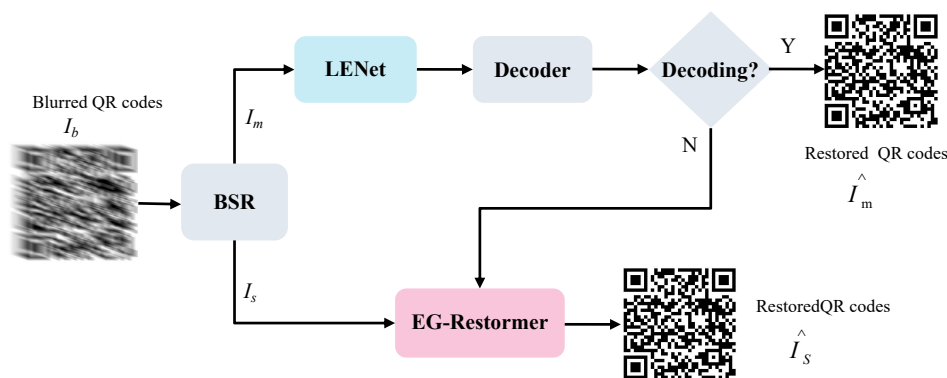 Blurred QR codes
I_b
BSR
I_m
LENet
Decoder
Decoding?
Y
N
Restored QR codes
Î_m
I_s
EG-Restormer
RestoredQR codes
Î_S